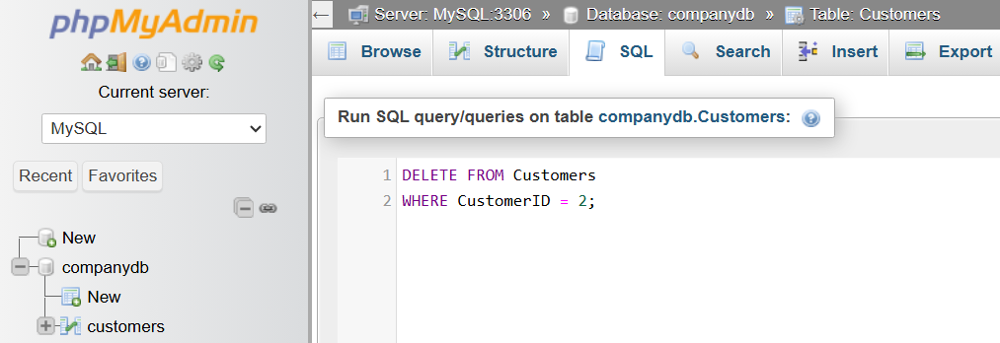 phpMyAdmin
Current server:
MySQL
Recent Favorites
New
companydb
New
customers
Server: MySQL:3306 » Database: companydb » Table: Customers
Browse Structure SQL Search Insert Export
Run SQL query/queries on table companydb.Customers:
1 DELETE FROM Customers
2 WHERE CustomerID = 2;